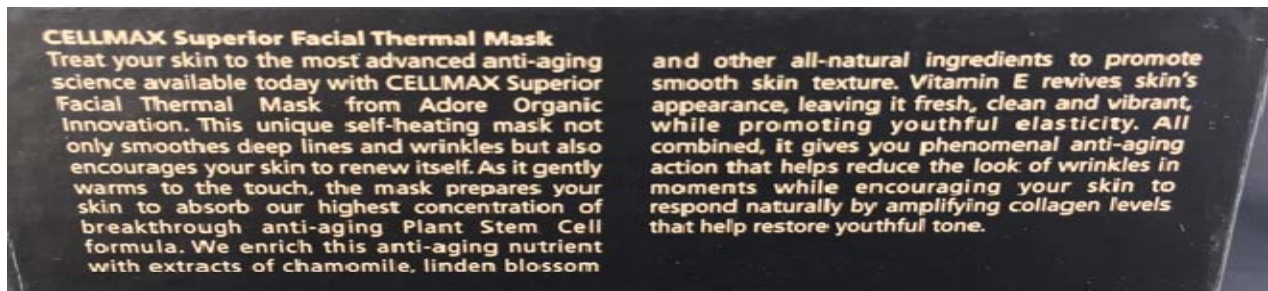 CELLMAX Superior Facial Thermal Mask
Treat your skin to the most advanced anti-aging
science available today with CELLMAX Superior
Facial Thermal Mask from Adore Organic
Innovation. This unique self-heating mask not
only smoothes deep lines and wrinkles but also
encourages your skin to renew itself. As it gently
warms to the touch, the mask prepares your
skin to absorb our highest concentration of
breakthrough anti-aging Plant Stem Cell
formula. We enrich this anti-aging nutrient
with extracts of chamomile, linden blossom
and other all-natural ingredients to promote
smooth skin texture. Vitamin E revives skin's
appearance, leaving it fresh, clean and vibrant,
while promoting youthful elasticity. All
combined, it gives you phenomenal anti-aging
action that helps reduce the look of wrinkles in
moments while encouraging your skin to
respond naturally by amplifying collagen levels
that help restore youthful tone.